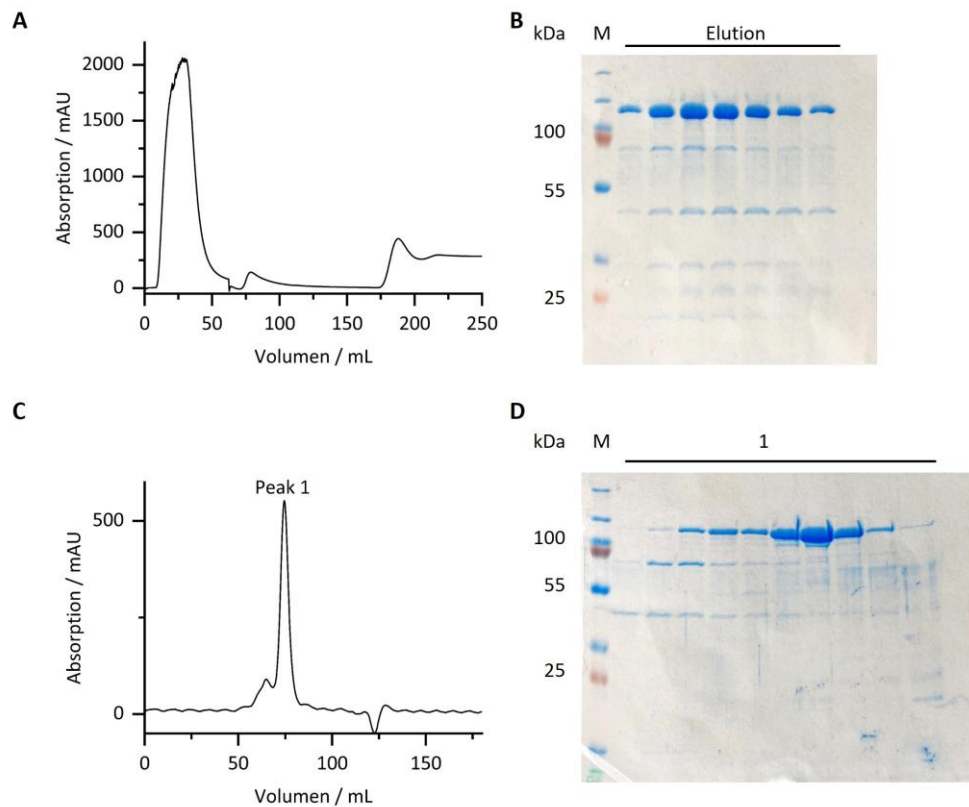 A
Absorption / mAU
2000
1500
1000
500
0
0 50 100 150 200 250
Volumen / mL
B
kDa M Elution
100
55
25
C
Absorption / mAU
Peak 1
500
0
0 50 100 150
Volumen / mL
D
kDa M 1
100
55
25